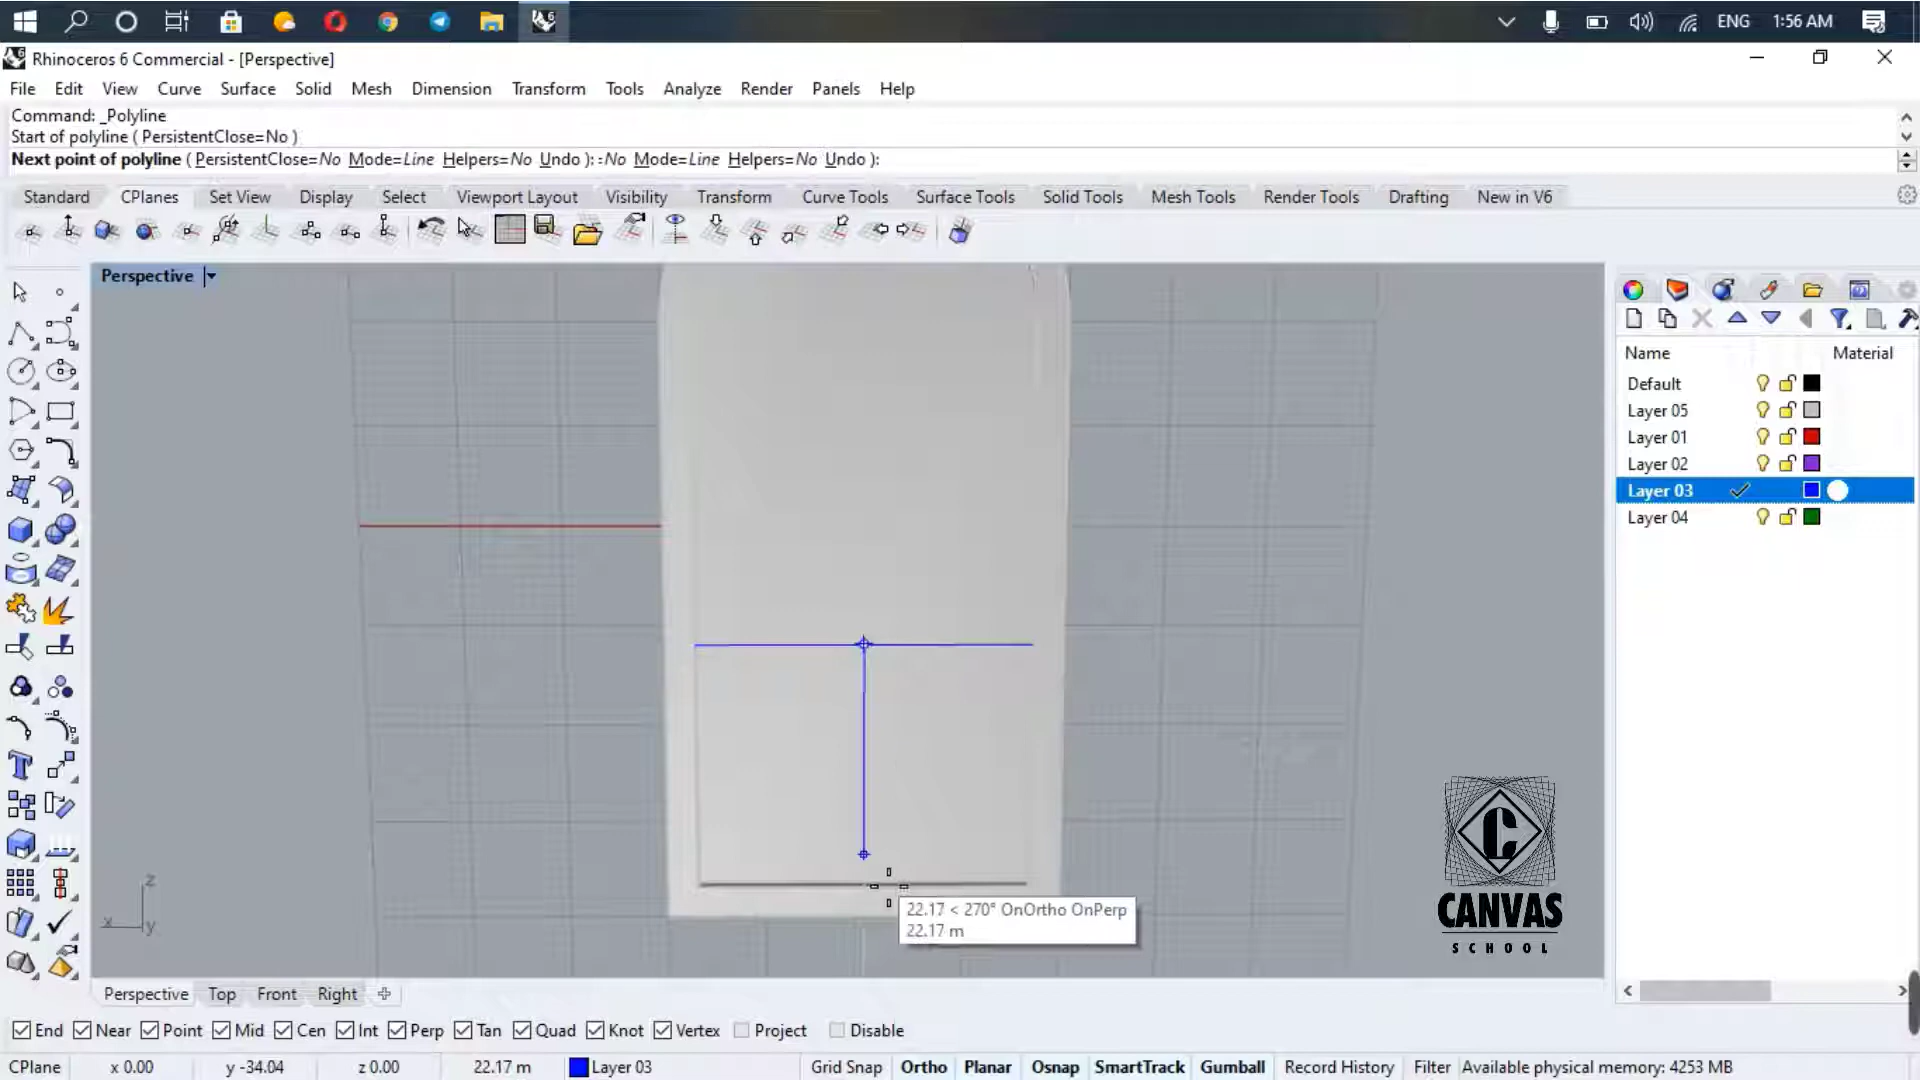 ENG 1:56 AM
Rhinoceros 6 Commercial - [Perspective]
File Edit View Curve Surface Solid Mesh Dimension Transform Tools Analyze Render Panels Help
Command: _Polyline
Start of polyline ( PersistentClose=No )
Next point of polyline ( PersistentClose=No Mode=Line Helpers=No Undo ): :No Mode=Line Helpers=No Undo ):
Standard CPlanes Set View Display Select Viewport Layout Visibility Transform Curve Tools Surface Tools Solid Tools Mesh Tools Render Tools Drafting New in V6
Perspective
Name Material
Default
Layer 05
Layer 01
Layer 02
Layer 03
Layer 04
22.17 < 270° OnOrtho OnPerp
22.17 m
z
x y
C
CANVAS
SCHOOL
Perspective Top Front Right
End Near Point Mid Cen Int Perp Tan Quad Knot Vertex Project Disable
CPlane x 0.00 y -34.04 z 0.00 22.17 m Layer 03 Grid Snap Ortho Planar Osnap SmartTrack Gumball Record History Filter Available physical memory: 4253 MB